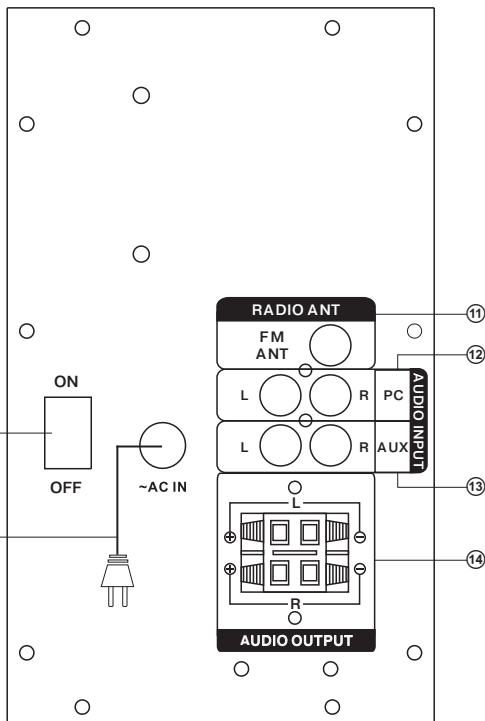 RADIO ANT
⑪
FM
ANT
⑫
ON
L R PC
AUDIO INPUT
L R AUX
OFF
~AC IN
⑬
L
+ −
⑭
+ −
R
AUDIO OUTPUT